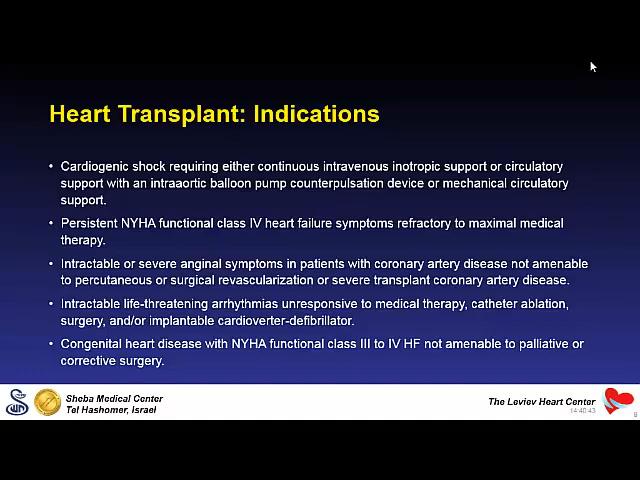 Heart Transplant: Indications
• Cardiogenic shock requiring either continuous intravenous inotropic support or circulatory
support with an intraaortic balloon pump counterpulsation device or mechanical circulatory
support.
• Persistent NYHA functional class IV heart failure symptoms refractory to maximal medical
therapy.
• Intractable or severe anginal symptoms in patients with coronary artery disease not amenable
to percutaneous or surgical revascularization or severe transplant coronary artery disease.
• Intractable life-threatening arrhythmias unresponsive to medical therapy, catheter ablation,
surgery, and/or implantable cardioverter-defibrillator.
• Congenital heart disease with NYHA functional class III to IV HF not amenable to palliative or
corrective surgery.
Sheba Medical Center
Tel Hashomer, Israel
The Leviev Heart Center
14:40:43